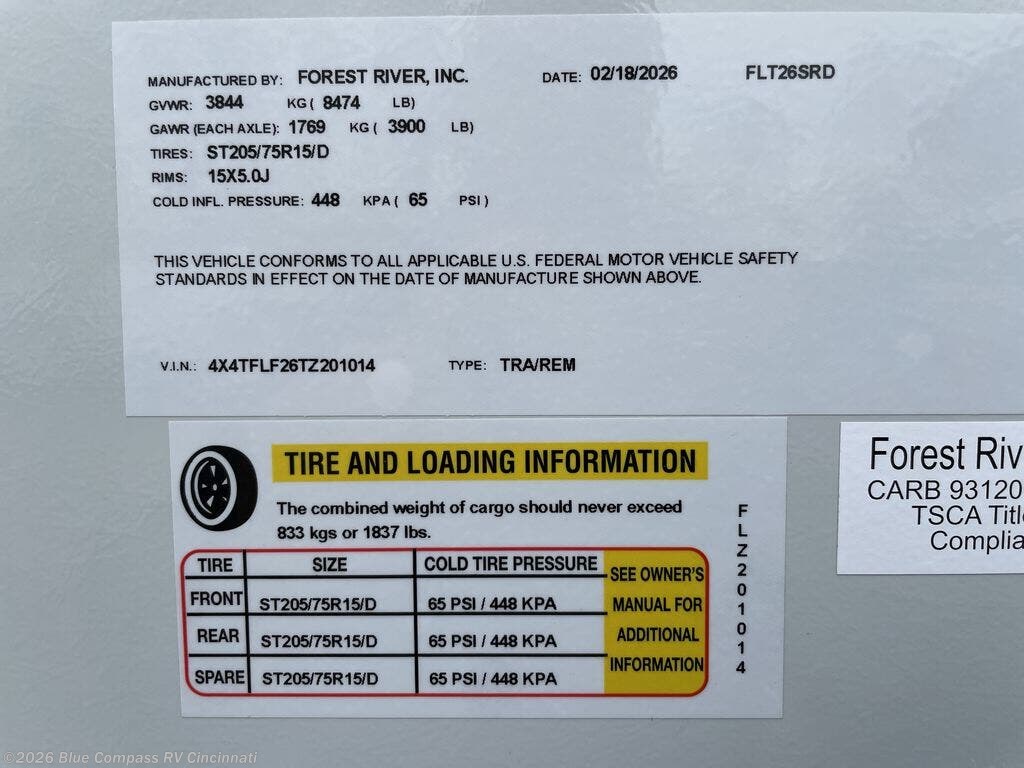 MANUFACTURED BY: FOREST RIVER, INC. DATE: 02/18/2026 FLT26SRD
GVWR: 3844 KG ( 8474 LB)
GAWR (EACH AXLE): 1769 KG ( 3900 LB)
TIRES: ST205/75R15/D
RIMS: 15X5.0J
COLD INFL. PRESSURE: 448 KPA ( 65 PSI )
THIS VEHICLE CONFORMS TO ALL APPLICABLE U.S. FEDERAL MOTOR VEHICLE SAFETY
STANDARDS IN EFFECT ON THE DATE OF MANUFACTURE SHOWN ABOVE.
V.I.N.: 4X4TFLF26TZ201014 TYPE: TRA/REM
TIRE AND LOADING INFORMATION
The combined weight of cargo should never exceed
833 kgs or 1837 lbs.
TIRE SIZE COLD TIRE PRESSURE
FRONT ST205/75R15/D 65 PSI / 448 KPA
REAR ST205/75R15/D 65 PSI / 448 KPA
SPARE ST205/75R15/D 65 PSI / 448 KPA
SEE OWNER'S
MANUAL FOR
ADDITIONAL
INFORMATION
FLZ201014
Forest Riv
CARB 93120
TSCA Title
Complia
©2026 Blue Compass RV Cincinnati